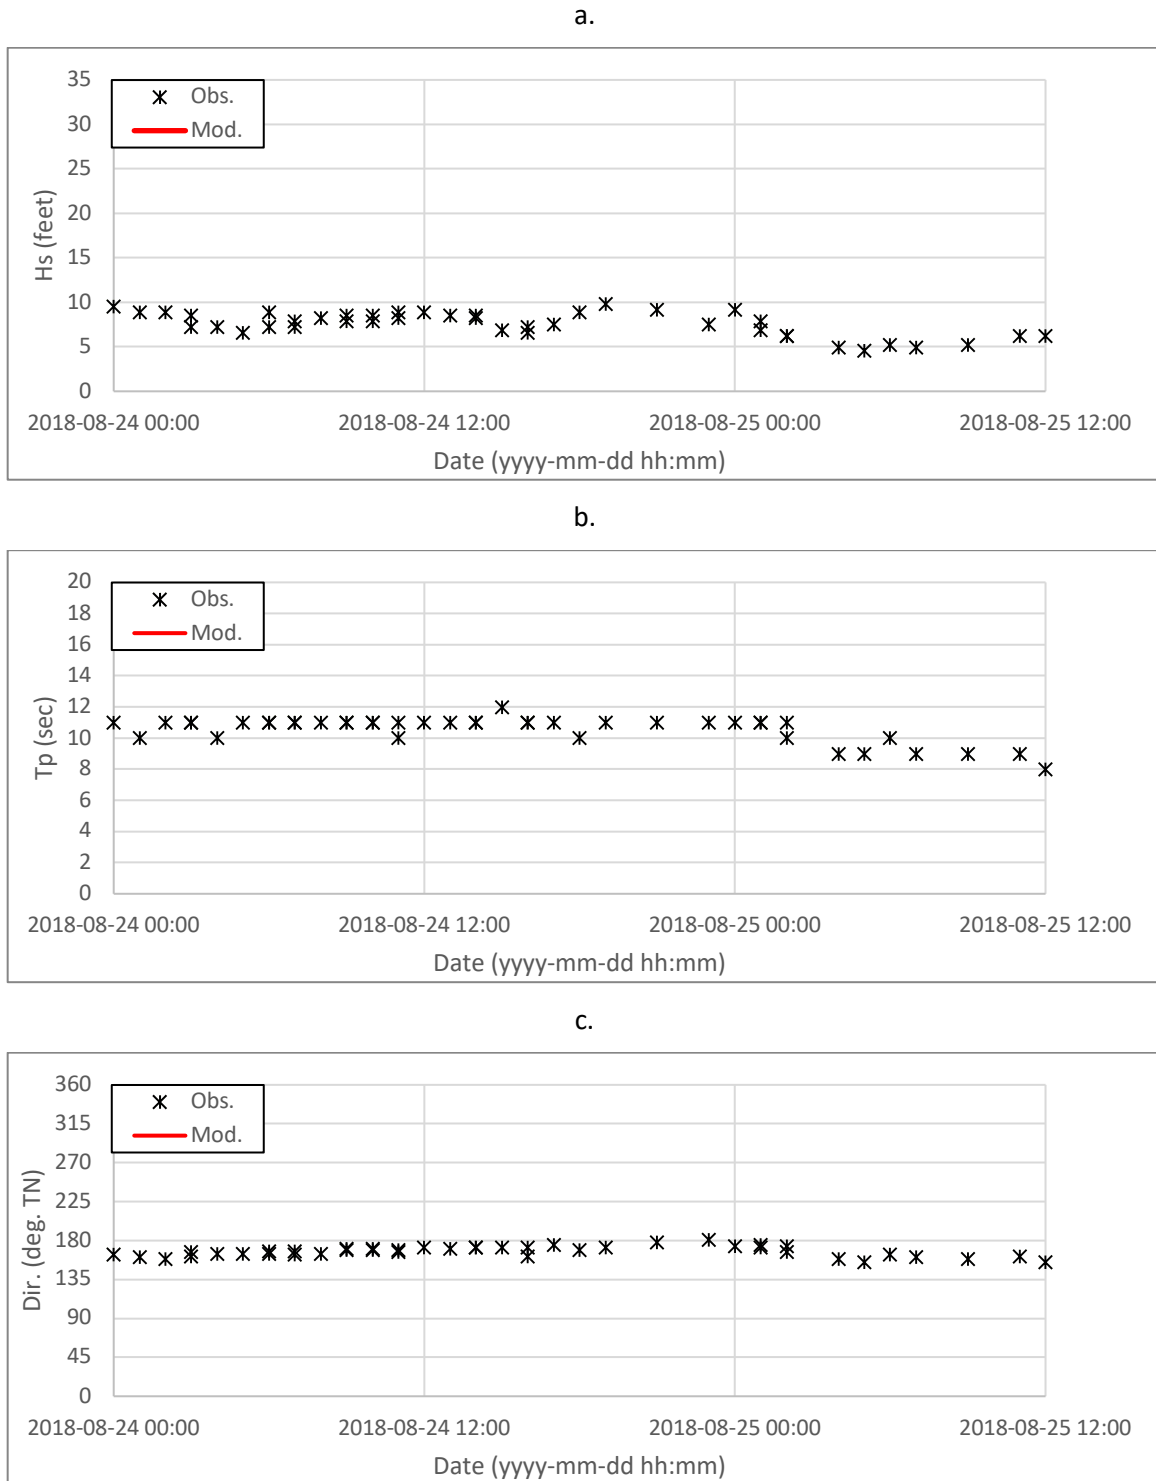 a.
35
30
25
20
15
10
5
0
Hs (feet)
Obs.
Mod.
2018-08-24 00:00 2018-08-24 12:00 2018-08-25 00:00 2018-08-25 12:00
Date (yyyy-mm-dd hh:mm)
b.
20
18
16
14
12
10
8
6
4
2
0
Tp (sec)
Obs.
Mod.
2018-08-24 00:00 2018-08-24 12:00 2018-08-25 00:00 2018-08-25 12:00
Date (yyyy-mm-dd hh:mm)
c.
360
315
270
225
180
135
90
45
0
Dir. (deg. TN)
Obs.
Mod.
2018-08-24 00:00 2018-08-24 12:00 2018-08-25 00:00 2018-08-25 12:00
Date (yyyy-mm-dd hh:mm)